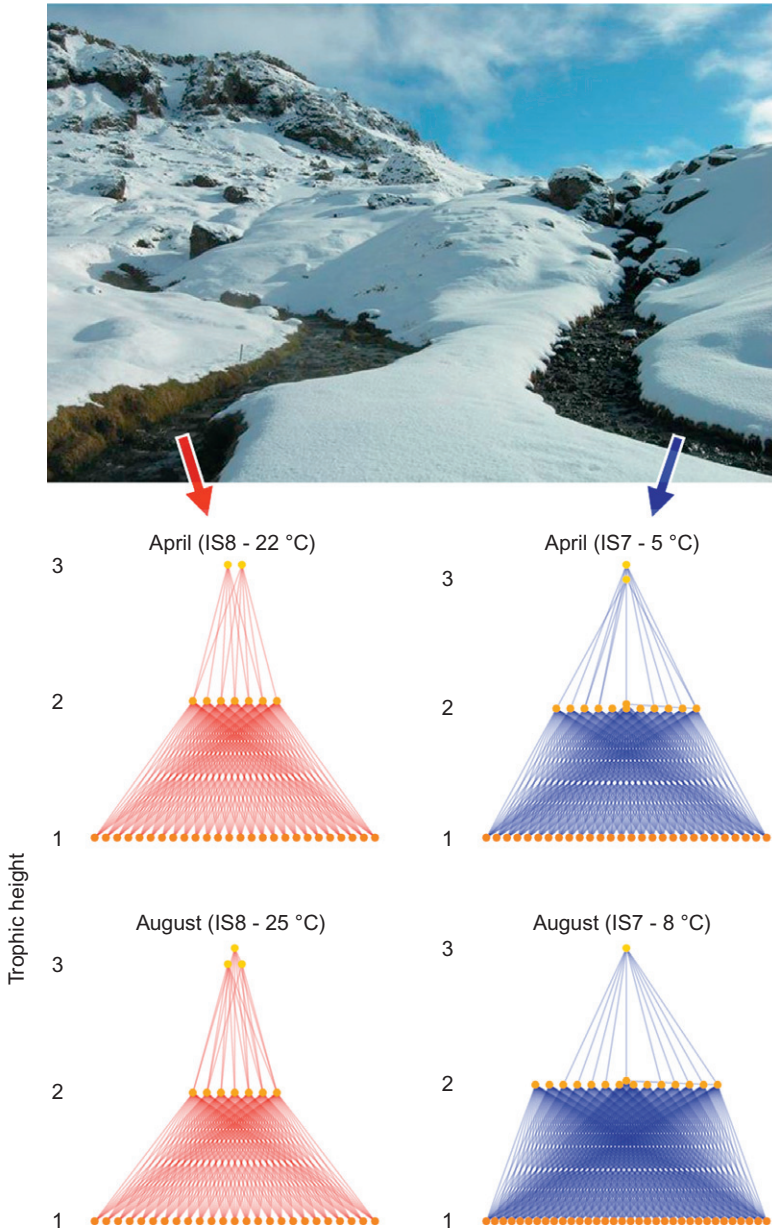 April (IS8 - 22 °C)
April (IS7 - 5 °C)
3
3
2
2
1
1
Trophic height
August (IS8 - 25 °C)
August (IS7 - 8 °C)
3
3
2
2
1
1